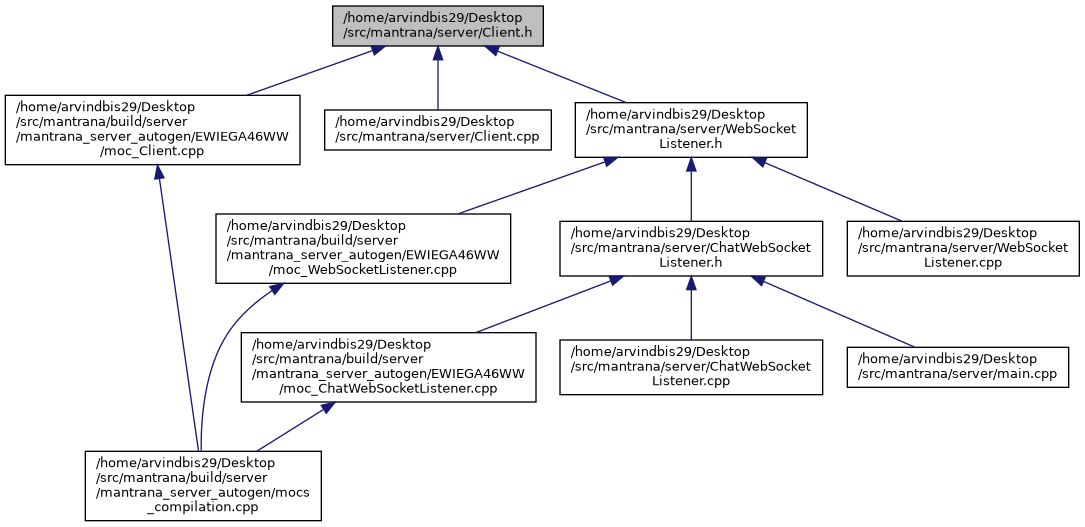 /home/arvindbis29/Desktop
/src/mantrana/server/Client.h
/home/arvindbis29/Desktop
/src/mantrana/build/server
/mantrana_server_autogen/EWIEGA46WW
/moc_Client.cpp
/home/arvindbis29/Desktop
/src/mantrana/server/Client.cpp
/home/arvindbis29/Desktop
/src/mantrana/server/WebSocket
Listener.h
/home/arvindbis29/Desktop
/src/mantrana/build/server
/mantrana_server_autogen/EWIEGA46WW
/moc_WebSocketListener.cpp
/home/arvindbis29/Desktop
/src/mantrana/server/ChatWebSocket
Listener.h
/home/arvindbis29/Desktop
/src/mantrana/server/WebSocket
Listener.cpp
/home/arvindbis29/Desktop
/src/mantrana/build/server
/mantrana_server_autogen/EWIEGA46WW
/moc_ChatWebSocketListener.cpp
/home/arvindbis29/Desktop
/src/mantrana/server/ChatWebSocket
Listener.cpp
/home/arvindbis29/Desktop
/src/mantrana/server/main.cpp
/home/arvindbis29/Desktop
/src/mantrana/build/server
/mantrana_server_autogen/mocs
_compilation.cpp